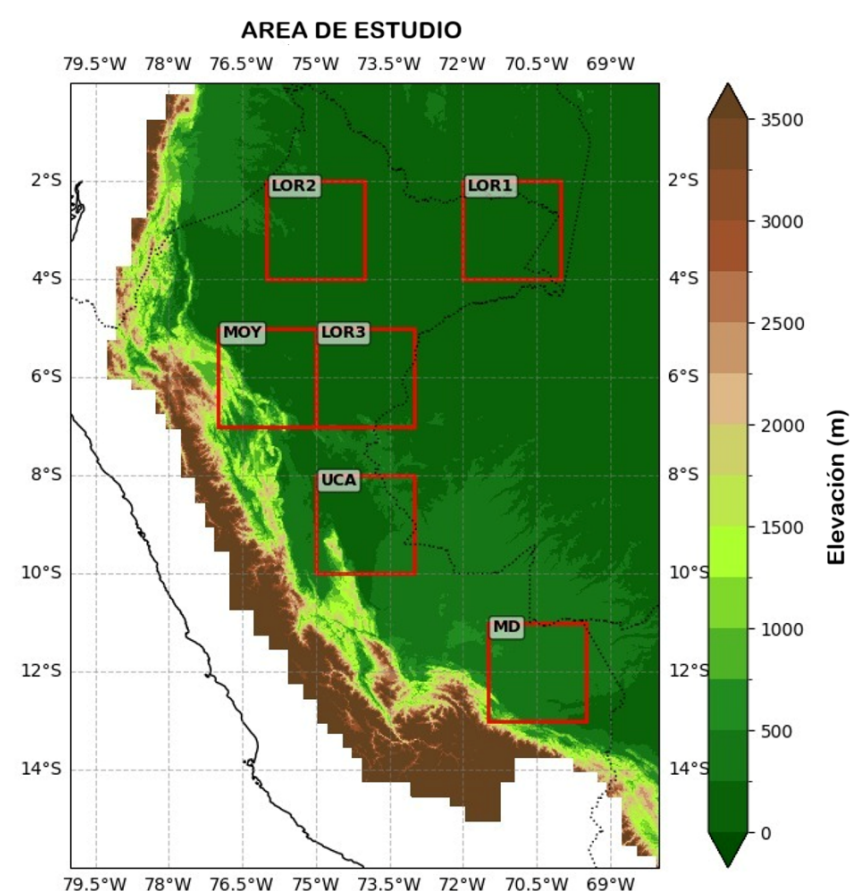 AREA DE ESTUDIO
79.5°W 78°W 76.5°W 75°W 73.5°W 72°W 70.5°W 69°W
3500
2°S LOR2 LOR1 2°S
3000
4°S 4°S
MOY LOR3
2500
6°S 6°S
2000
8°S UCA 8°S
1500
10°S 10°S
1000
MD
12°S 12°S
500
14°S 14°S
0
79.5°W 78°W 76.5°W 75°W 73.5°W 72°W 70.5°W 69°W
Elevación (m)